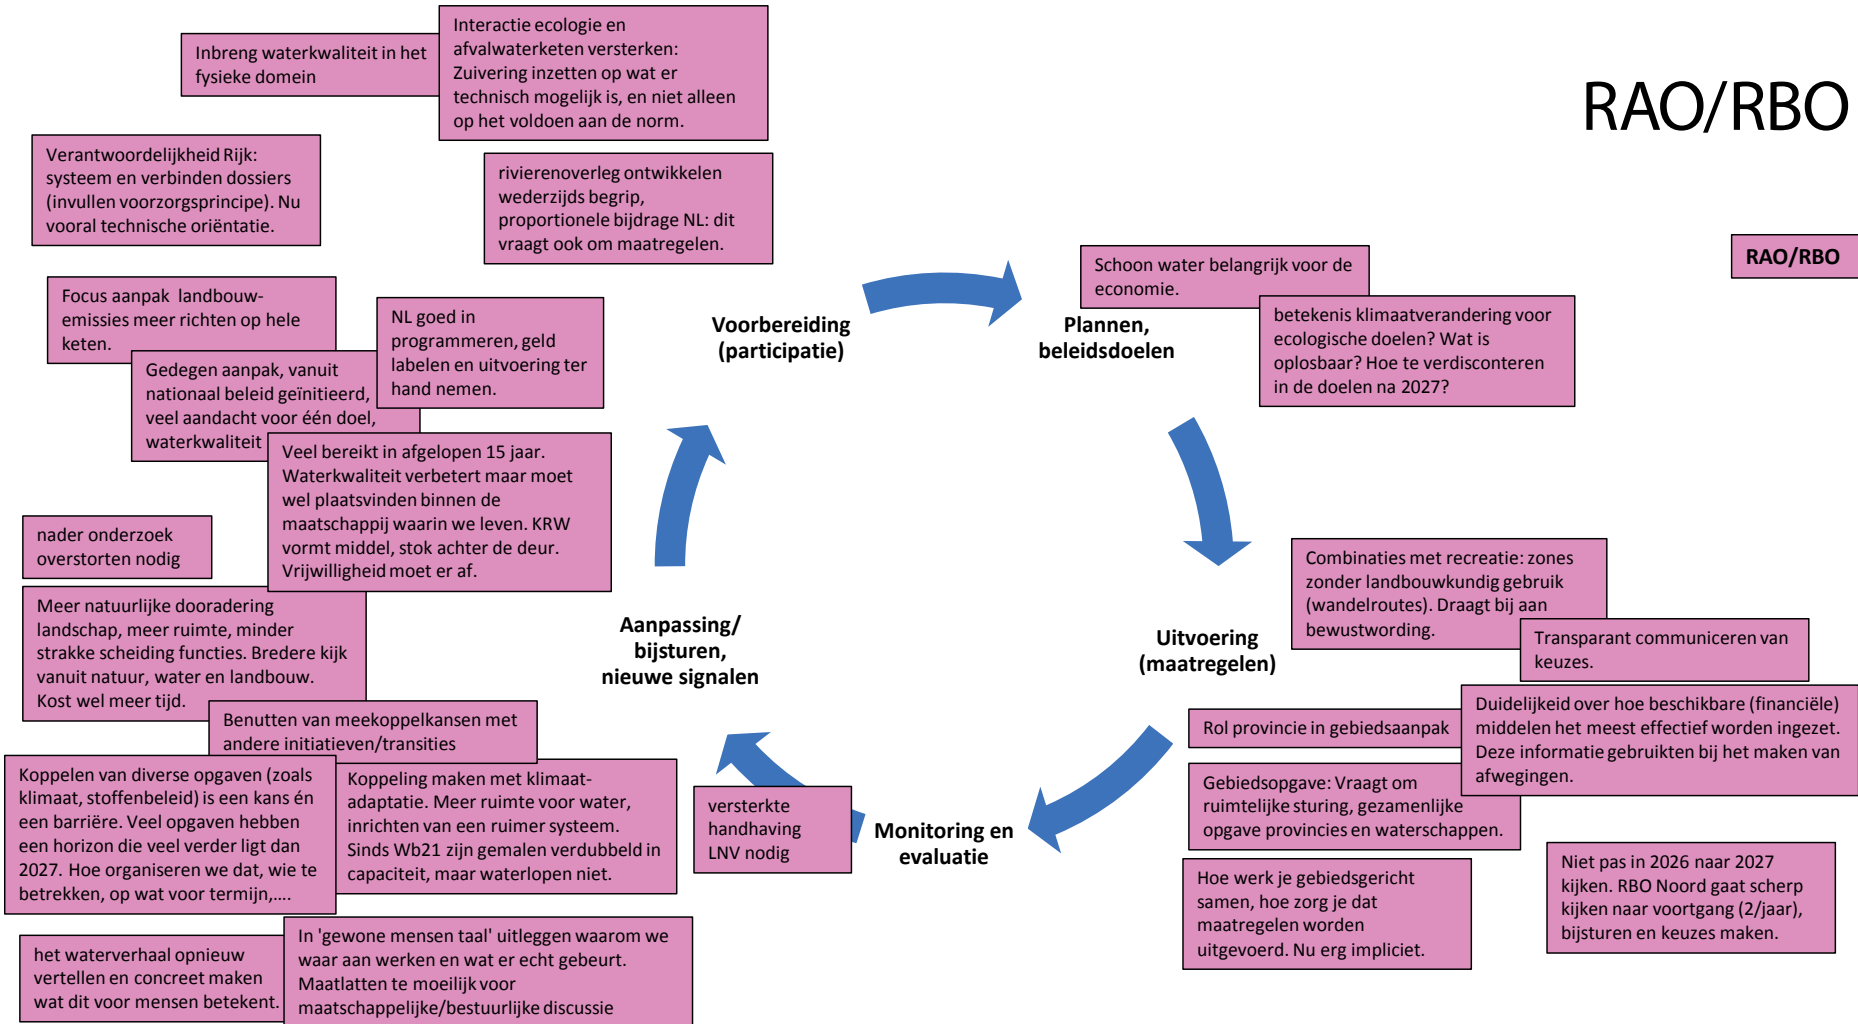 RAO/RBO
RAO/RBO
Inbreng waterkwaliteit in het
fysieke domein
Interactie ecologie en
afvalwaterketen versterken:
Zuivering inzetten op wat er
technisch mogelijk is, en niet alleen
op het voldoen aan de norm.
Verantwoordelijkheid Rijk:
systeem en verbinden dossiers
(invullen voorzorgsprincipe). Nu
vooral technische oriëntatie.
rivierenoverleg ontwikkelen
wederzijds begrip,
proportionele bijdrage NL: dit
vraagt ook om maatregelen.
Focus aanpak landbouw-
emissies meer richten op hele
keten.
NL goed in
programmeren, geld
labelen en uitvoering ter
hand nemen.
Gedegen aanpak, vanuit
nationaal beleid geïnitieerd,
veel aandacht voor één doel,
waterkwaliteit
Veel bereikt in afgelopen 15 jaar.
Waterkwaliteit verbetert maar moet
wel plaatsvinden binnen de
maatschappij waarin we leven. KRW
vormt middel, stok achter de deur.
Vrijwilligheid moet er af.
nader onderzoek
overstorten nodig
Meer natuurlijke dooradering
landschap, meer ruimte, minder
strakke scheiding functies. Bredere kijk
vanuit natuur, water en landbouw.
Kost wel meer tijd.
Benutten van meekoppelkansen met
andere initiatieven/transities
Koppelen van diverse opgaven (zoals
klimaat, stoffenbeleid) is een kans én
een barrière. Veel opgaven hebben
een horizon die veel verder ligt dan
2027. Hoe organiseren we dat, wie te
betrekken, op wat voor termijn,....
Koppeling maken met klimaat-
adaptatie. Meer ruimte voor water,
inrichten van een ruimer systeem.
Sinds Wb21 zijn gemalen verdubbeld in
capaciteit, maar waterlopen niet.
het waterverhaal opnieuw
vertellen en concreet maken
wat dit voor mensen betekent.
In 'gewone mensen taal' uitleggen waarom we
waar aan werken en wat er echt gebeurt.
Maatlatten te moeilijk voor
maatschappelijke/bestuurlijke discussie
Voorbereiding
(participatie)
Plannen,
beleidsdoelen
Schoon water belangrijk voor de
economie.
betekenis klimaatverandering voor
ecologische doelen? Wat is
oplosbaar? Hoe te verdisconteren
in de doelen na 2027?
Uitvoering
(maatregelen)
Combinaties met recreatie: zones
zonder landbouwkundig gebruik
(wandelroutes). Draagt bij aan
bewustwording.
Transparant communiceren van
keuzes.
Rol provincie in gebiedsaanpak
Duidelijkeid over hoe beschikbare (financiële)
middelen het meest effectief worden ingezet.
Deze informatie gebruikten bij het maken van
afwegingen.
Gebiedsopgave: Vraagt om
ruimtelijke sturing, gezamenlijke
opgave provincies en waterschappen.
Hoe werk je gebiedsgericht
samen, hoe zorg je dat
maatregelen worden
uitgevoerd. Nu erg impliciet.
Niet pas in 2026 naar 2027
kijken. RBO Noord gaat scherp
kijken naar voortgang (2/jaar),
bijsturen en keuzes maken.
Monitoring en
evaluatie
versterkte
handhaving
LNV nodig
Aanpassing/
bijsturen,
nieuwe signalen